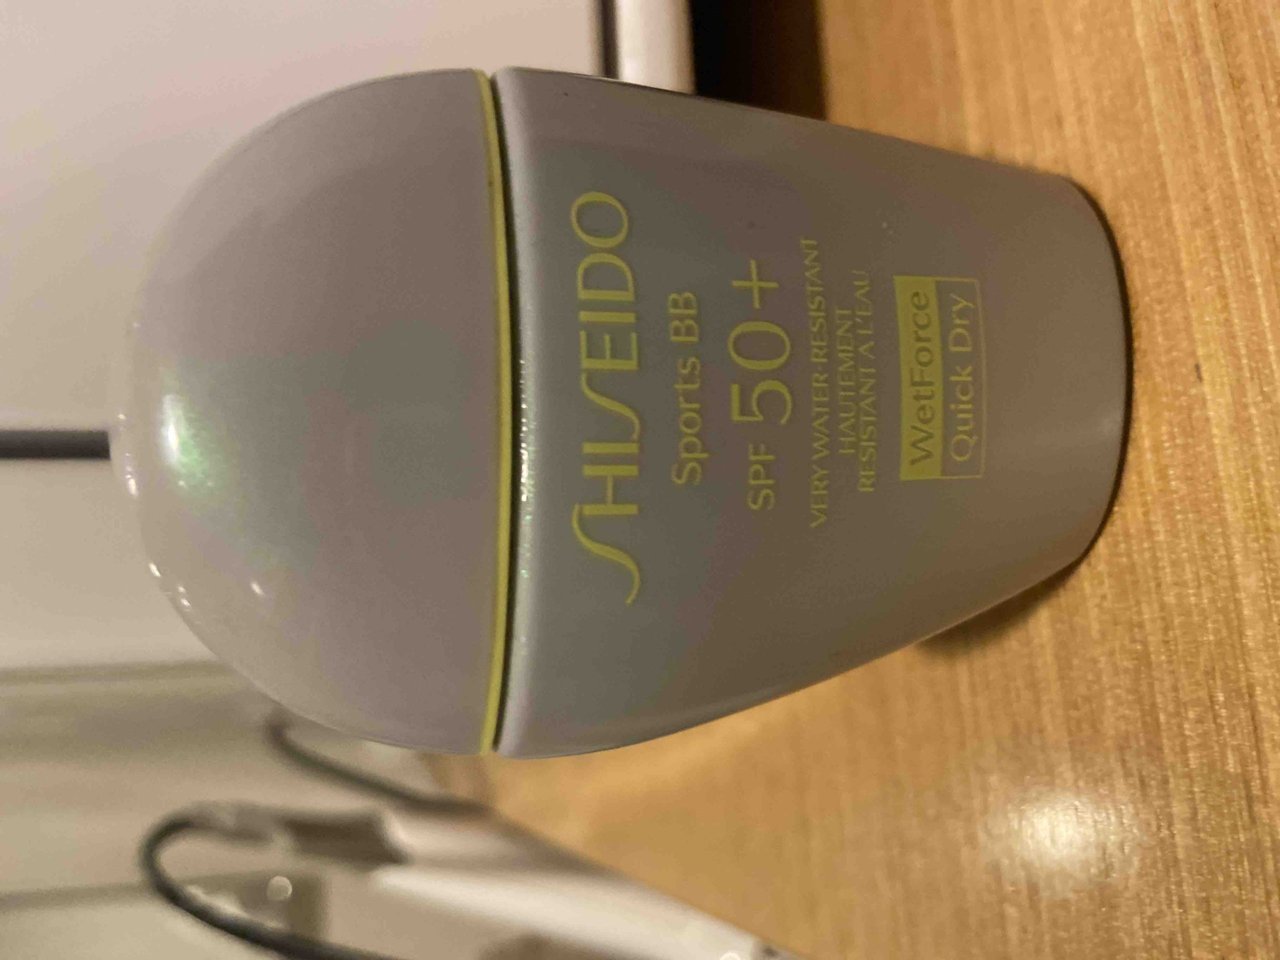 SHISEIDO
Sports BB
SPF 50+
VERY WATER-RESISTANT
HAUTEMENT
RÉSISTANT À L'EAU
WetForce
Quick Dry